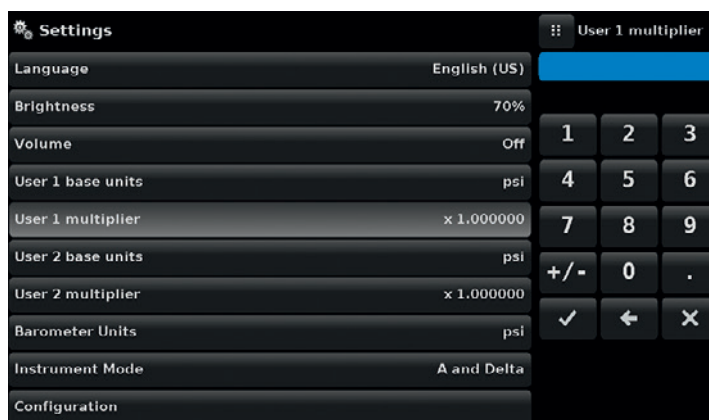 Settings
Language English (US)
Brightness 70%
Volume Off
User 1 base units psi
User 1 multiplier x 1.000000
User 2 base units psi
User 2 multiplier x 1.000000
Barometer Units psi
Instrument Mode A and Delta
Configuration
User 1 multiplier
1 2 3
4 5 6
7 8 9
+/- 0 .